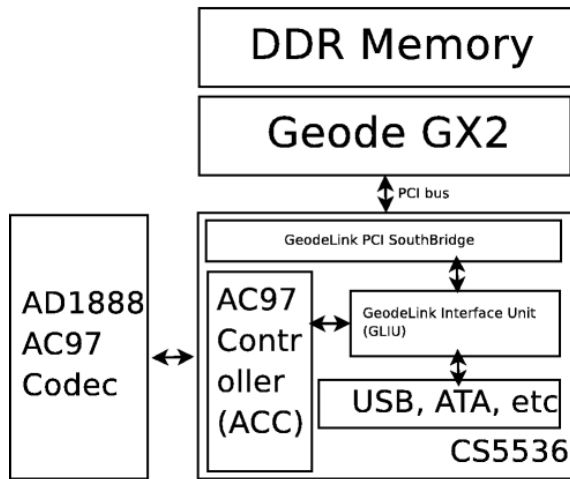 DDR Memory
Geode GX2
PCI bus
GeodeLink PCI SouthBridge
AD1888
AC97
Codec
AC97
Contr
oller
(ACC)
GeodeLink Interface Unit
(GLIU)
USB, ATA, etc
CS5536